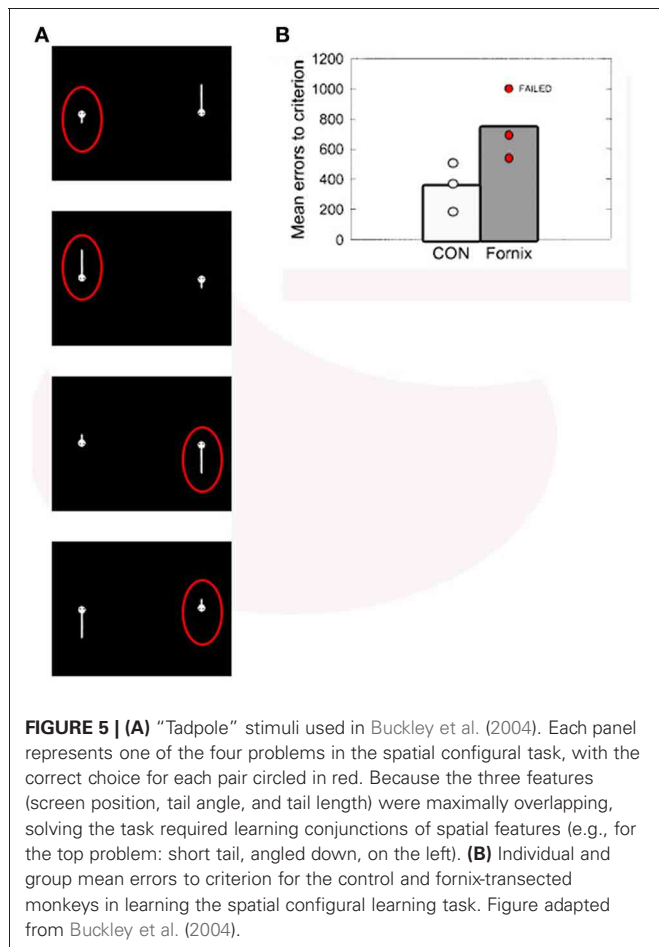 A
B
1200
1000
800
600
400
200
0
Mean errors to criterion
FAILED
CON Fornix
FIGURE 5 | (A) “Tadpole” stimuli used in Buckley et al. (2004). Each panel
represents one of the four problems in the spatial configural task, with the
correct choice for each pair circled in red. Because the three features
(screen position, tail angle, and tail length) were maximally overlapping,
solving the task required learning conjunctions of spatial features (e.g., for
the top problem: short tail, angled down, on the left). (B) Individual and
group mean errors to criterion for the control and fornix-transected
monkeys in learning the spatial configural learning task. Figure adapted
from Buckley et al. (2004).